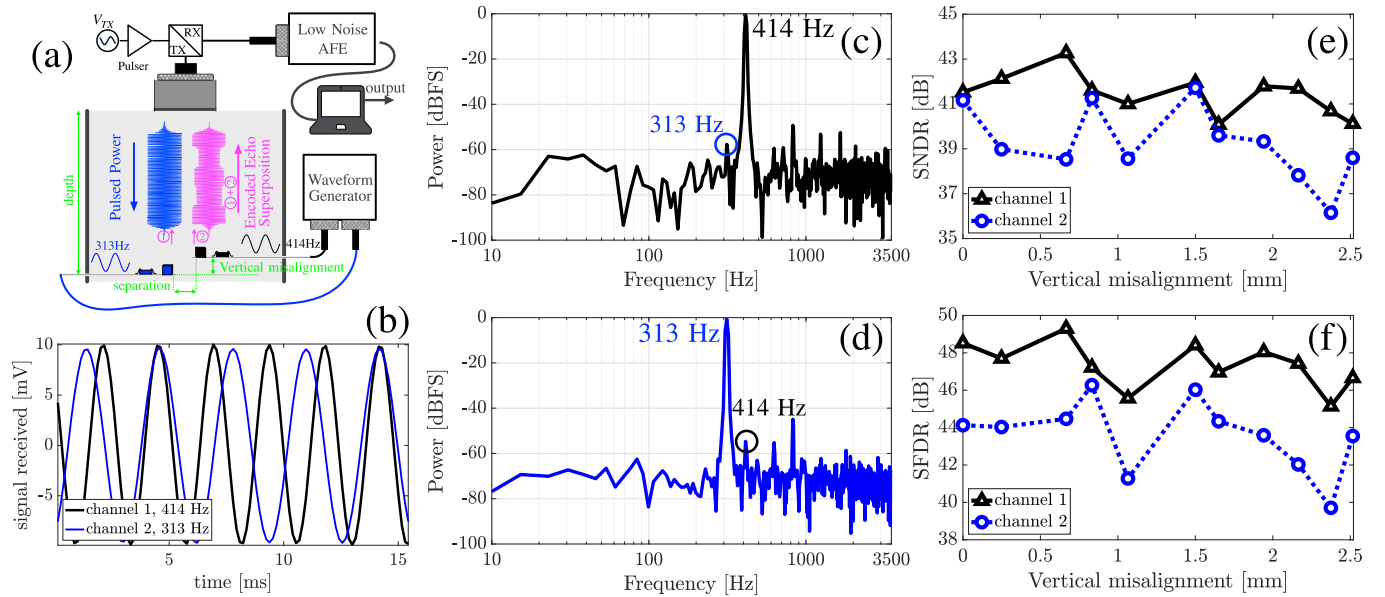 (a)
V_TX
Pulser
TX
RX
Low Noise
AFE
output
depth
Pulsed Power
①+②
Encoded Echo
Superposition
①
②
Waveform
Generator
313Hz
414Hz
Vertical misalignment
separation
(b)
10
5
0
-5
signal received [mV]
channel 1, 414 Hz
channel 2, 313 Hz
5
10
15
time [ms]
(c)
0
-20
-40
-60
-80
-100
Power [dBFS]
414 Hz
313 Hz
10
100
1000
3500
Frequency [Hz]
(d)
0
-20
-40
-60
-80
-100
Power [dBFS]
313 Hz
414 Hz
10
100
1000
3500
Frequency [Hz]
(e)
45
43
41
39
37
35
SNDR [dB]
channel 1
channel 2
0
0.5
1
1.5
2
2.5
Vertical misalignment [mm]
(f)
50
48
46
44
42
40
38
SFDR [dB]
channel 1
channel 2
0
0.5
1
1.5
2
2.5
Vertical misalignment [mm]